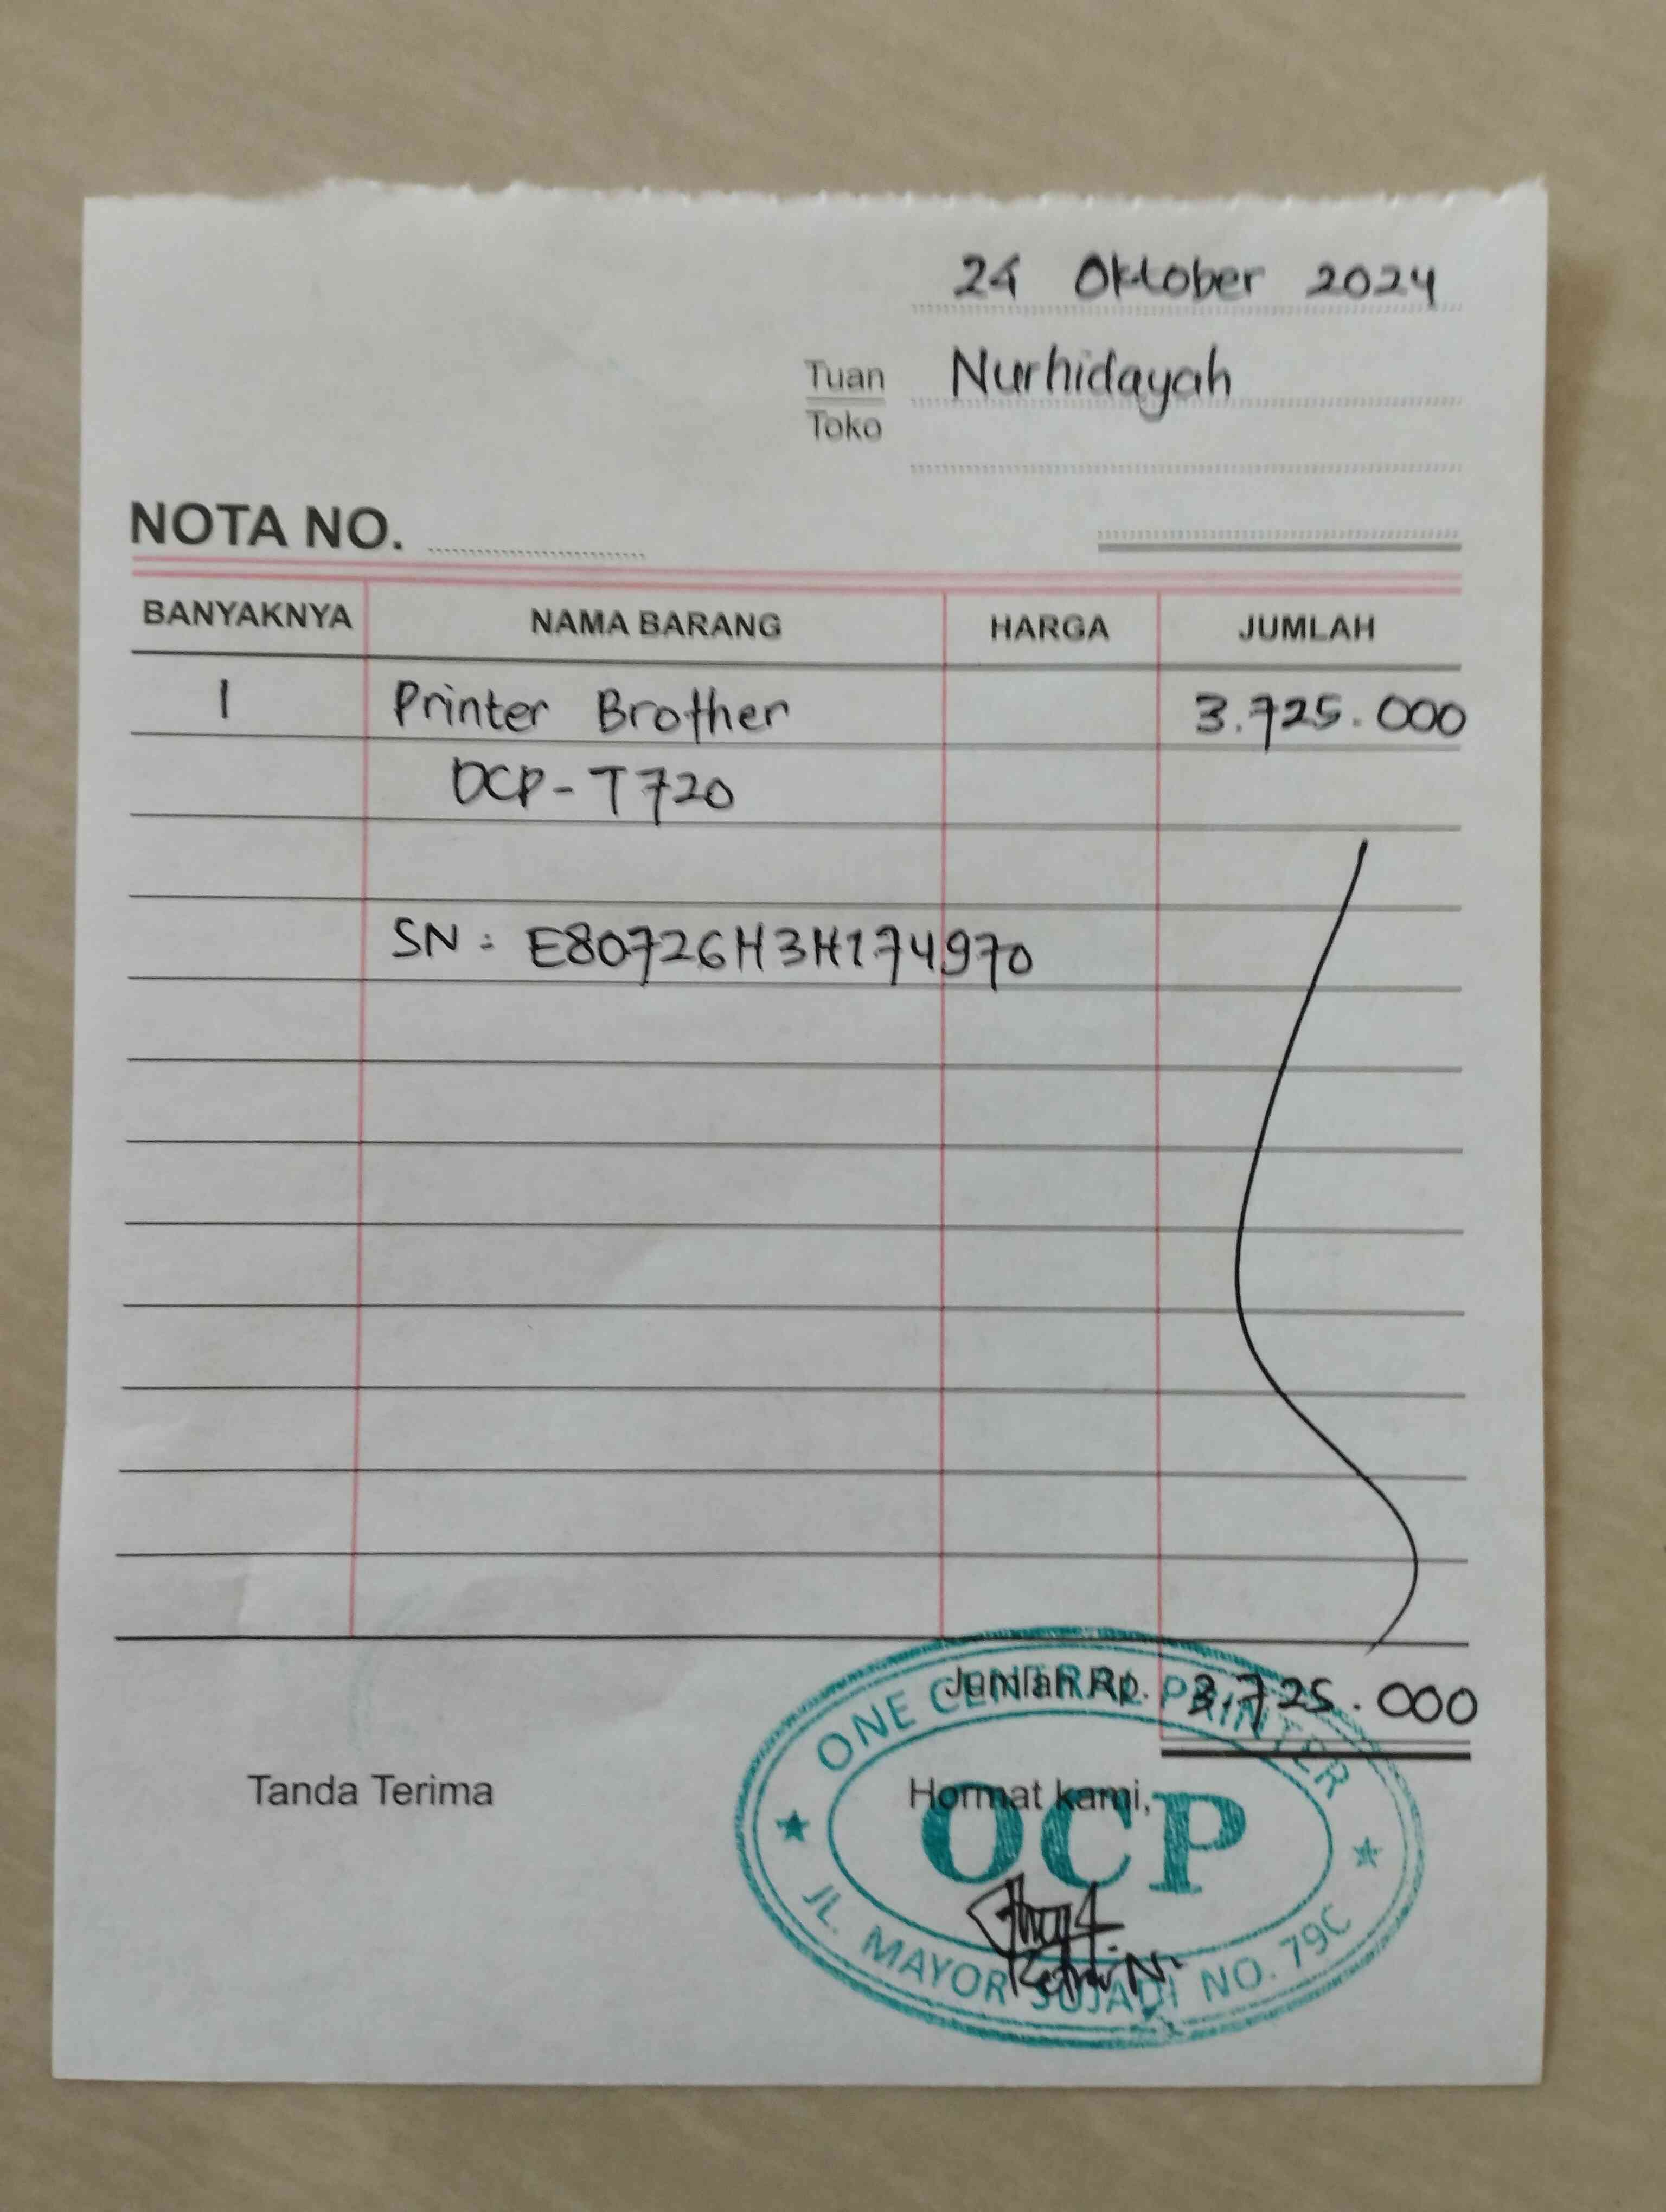 24 Oktober 2024
Tuan Nurhidayah
Toko
NOTA NO.
BANYAKNYA NAMA BARANG HARGA JUMLAH
1 Printer Brother 3.725.000
DCP-T720
SN : E80726H3H174970
Jumlah Rp. 3.725.000
Tanda Terima Hormat kami,
ONE CENTRAL PRINTER
OCP
JL. MAYOR SUJADI NO. 79C